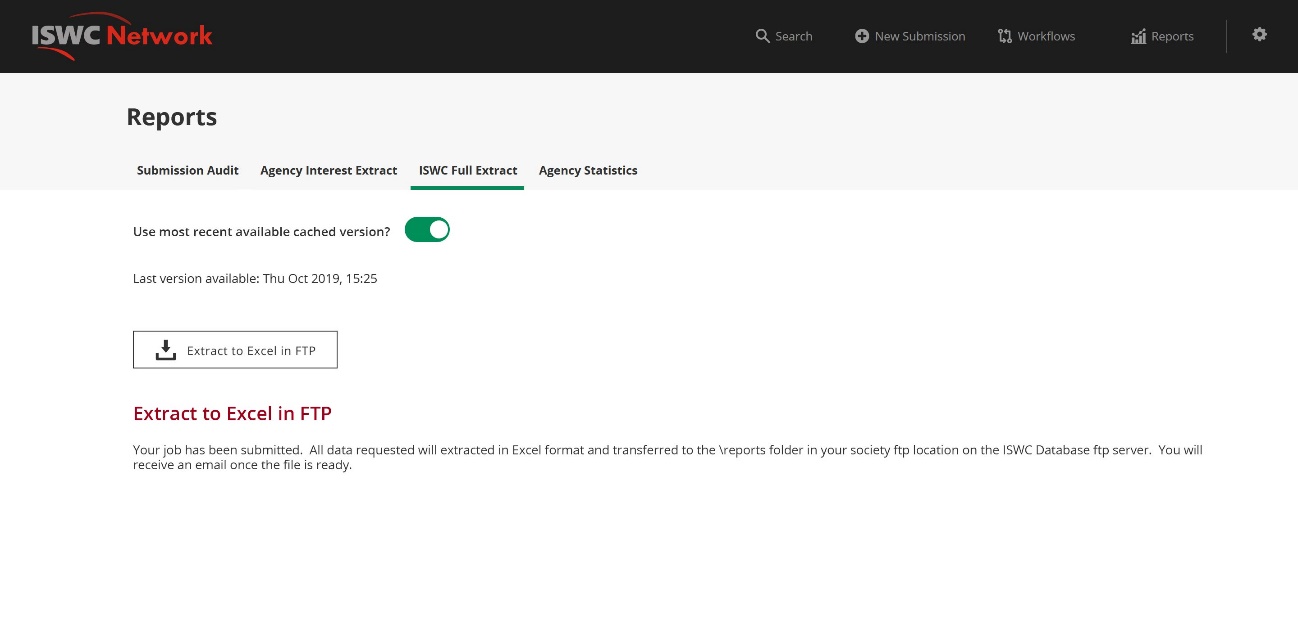 ISWC Network
Search
New Submission
Workflows
Reports
Reports
Submission Audit
Agency Interest Extract
ISWC Full Extract
Agency Statistics
Use most recent available cached version?
Last version available: Thu Oct 2019, 15:25
Extract to Excel in FTP
Extract to Excel in FTP
Your job has been submitted.  All data requested will extracted in Excel format and transferred to the \reports folder in your society ftp location on the ISWC Database ftp server.  You will
receive an email once the file is ready.